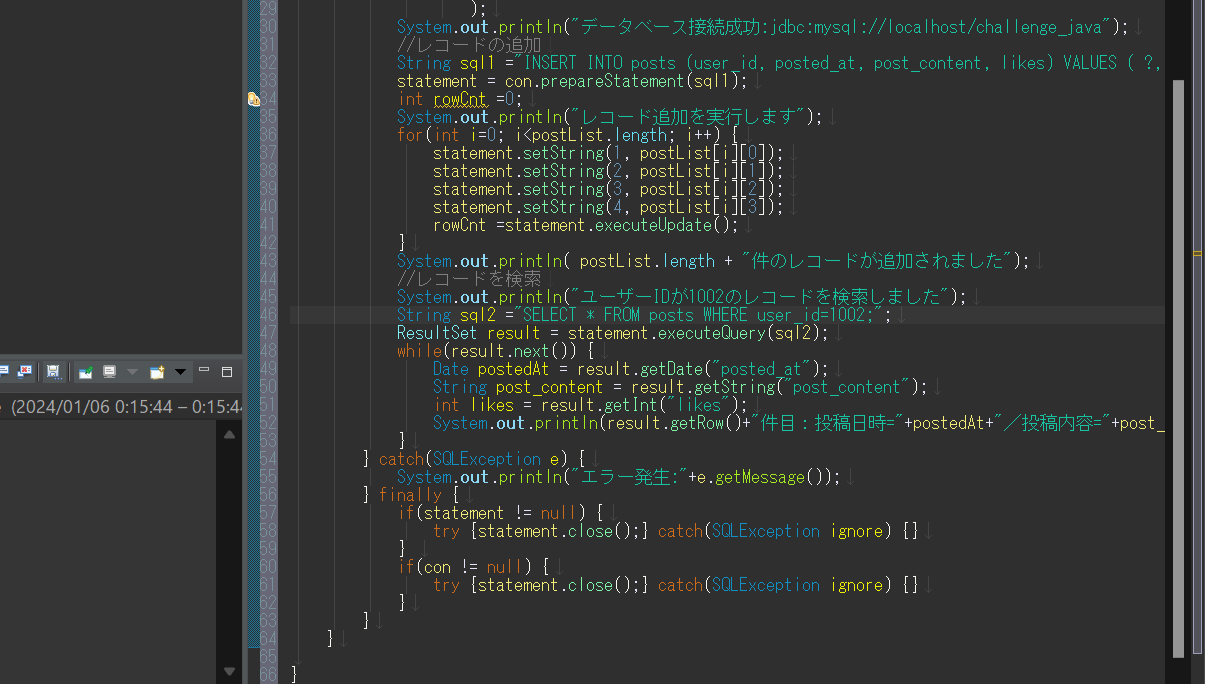 29 );
30 System.out.println("データベース接続成功:jdbc:mysql://localhost/challenge_java");
31 //レコードの追加
32 String sql1 ="INSERT INTO posts (user_id, posted_at, post_content, likes) VALUES ( ?,
33 statement = con.prepareStatement(sql1);
34 int rowCnt =0;
35 System.out.println("レコード追加を実行します");
36 for(int i=0; i<postList.length; i++) {
37 statement.setString(1, postList[i][0]);
38 statement.setString(2, postList[i][1]);
39 statement.setString(3, postList[i][2]);
40 statement.setString(4, postList[i][3]);
41 rowCnt =statement.executeUpdate();
42 }
43 System.out.println( postList.length + "件のレコードが追加されました");
44 //レコードを検索
45 System.out.println("ユーザーIDが1002のレコードを検索しました");
46 String sql2 ="SELECT * FROM posts WHERE user_id=1002;";
47 ResultSet result = statement.executeQuery(sql2);
48 while(result.next()) {
49 Date postedAt = result.getDate("posted_at");
50 String post_content = result.getString("post_content");
51 int likes = result.getInt("likes");
52 System.out.println(result.getRow()+"件目：投稿日時="+postedAt+"／投稿内容="+post_
53 }
54 } catch(SQLException e) {
55 System.out.println("エラー発生:"+e.getMessage());
56 } finally {
57 if(statement != null) {
58 try {statement.close();} catch(SQLException ignore) {}
59 }
60 if(con != null) {
61 try {statement.close();} catch(SQLException ignore) {}
62 }
63 }
64 }
65
66 }
(2024/01/06 0:15:44 – 0:15:44